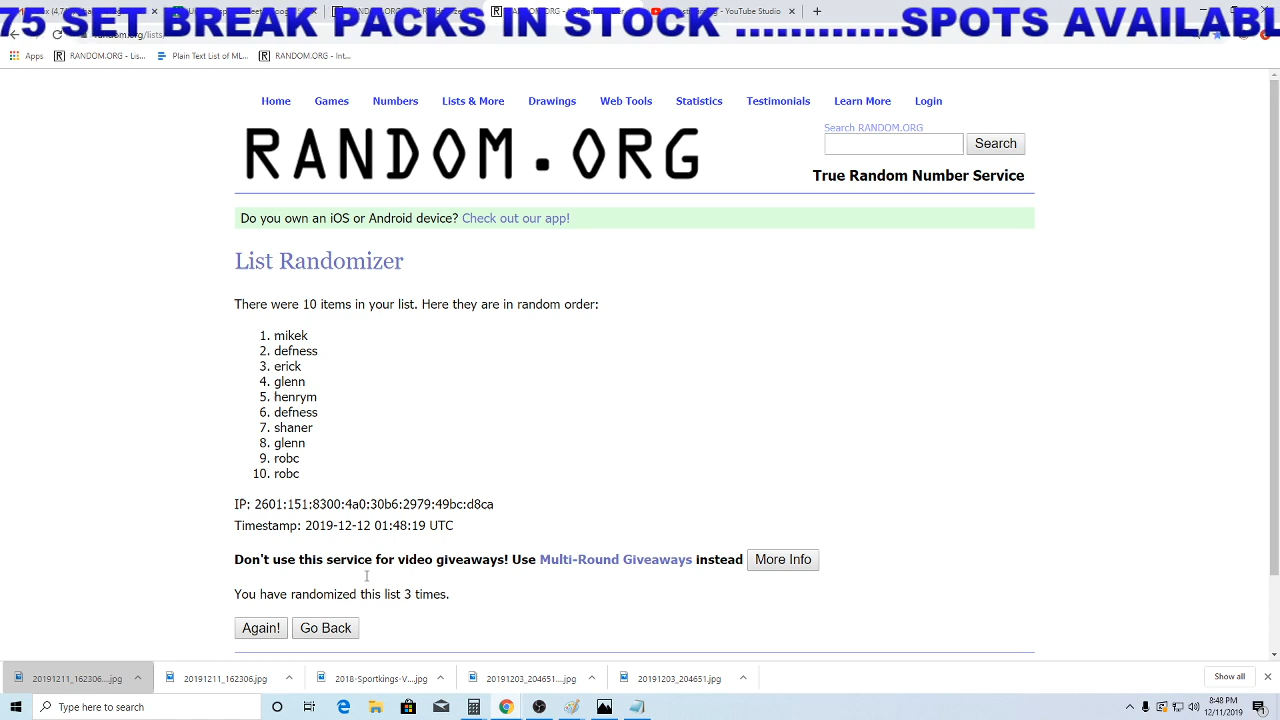 75 SET BREAK PACKS IN STOCK ............SPOTS AVAILABL
Apps
RANDOM.ORG - Lis...
Plain Text List of ML...
RANDOM.ORG - Int...
Home Games Numbers Lists & More Drawings Web Tools Statistics Testimonials Learn More Login
RANDOM.ORG
Search RANDOM.ORG
Search
True Random Number Service
Do you own an iOS or Android device? Check out our app!
List Randomizer
There were 10 items in your list. Here they are in random order:
1. mikek
2. defness
3. erick
4. glenn
5. henrym
6. defness
7. shaner
8. glenn
9. robc
10. robc
IP: 2601:151:8300:4a0:30b6:2979:49bc:d8ca
Timestamp: 2019-12-12 01:48:19 UTC
Don't use this service for video giveaways! Use Multi-Round Giveaways instead More Info
You have randomized this list 3 times.
Again! Go Back
20191211_162306....jpg
20191211_162306.jpg
2018-Sportkings-V....jpg
20191203_204651....jpg
20191203_204651.jpg
Show all
Type here to search
8:48 PM
12/11/2019